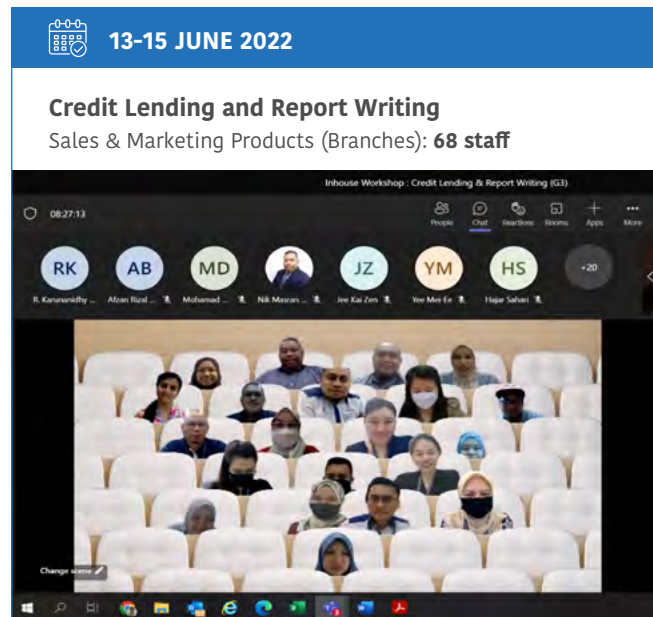 13-15 JUNE 2022
Credit Lending and Report Writing
Sales & Marketing Products (Branches): 68 staff
Inhouse Workshop : Credit Lending & Report Writing (G3)
08:27:13
People Chat Reactions Rooms Apps More
RK AB MD JZ YM HS +20
R. Karunanidhy ... Afzan Rizal ... Mohamad ... Nik Masran ... Jee Kai Zen Yee Mei Ee Hajar Sahari
Change scene